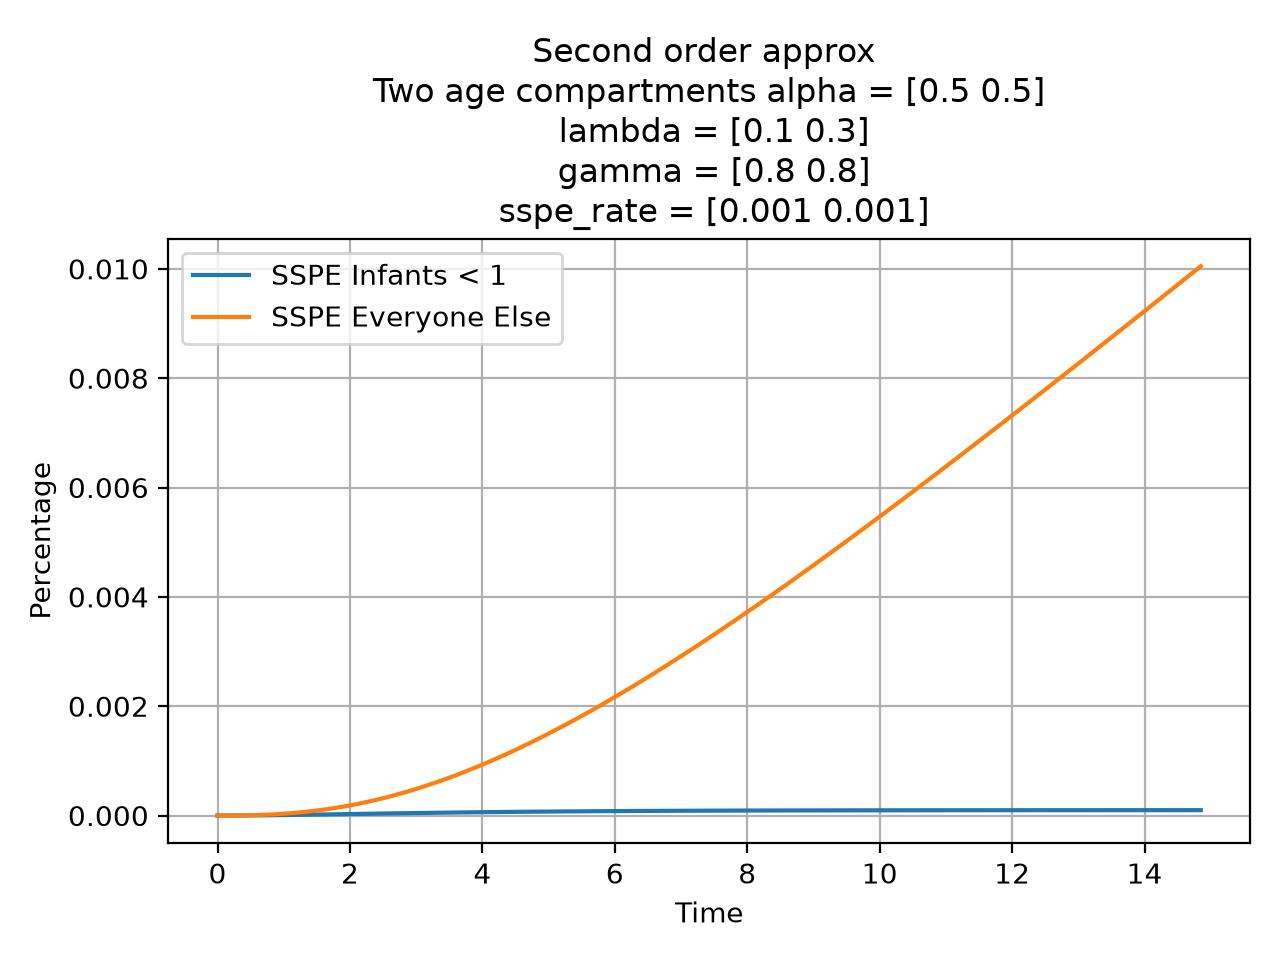 Second order approx
Two age compartments alpha = [0.5 0.5]
lambda = [0.1 0.3]
gamma = [0.8 0.8]
sspe_rate = [0.001 0.001]
SSPE Infants < 1
SSPE Everyone Else
0.010
0.008
0.006
0.004
0.002
0.000
Percentage
0 2 4 6 8 10 12 14
Time